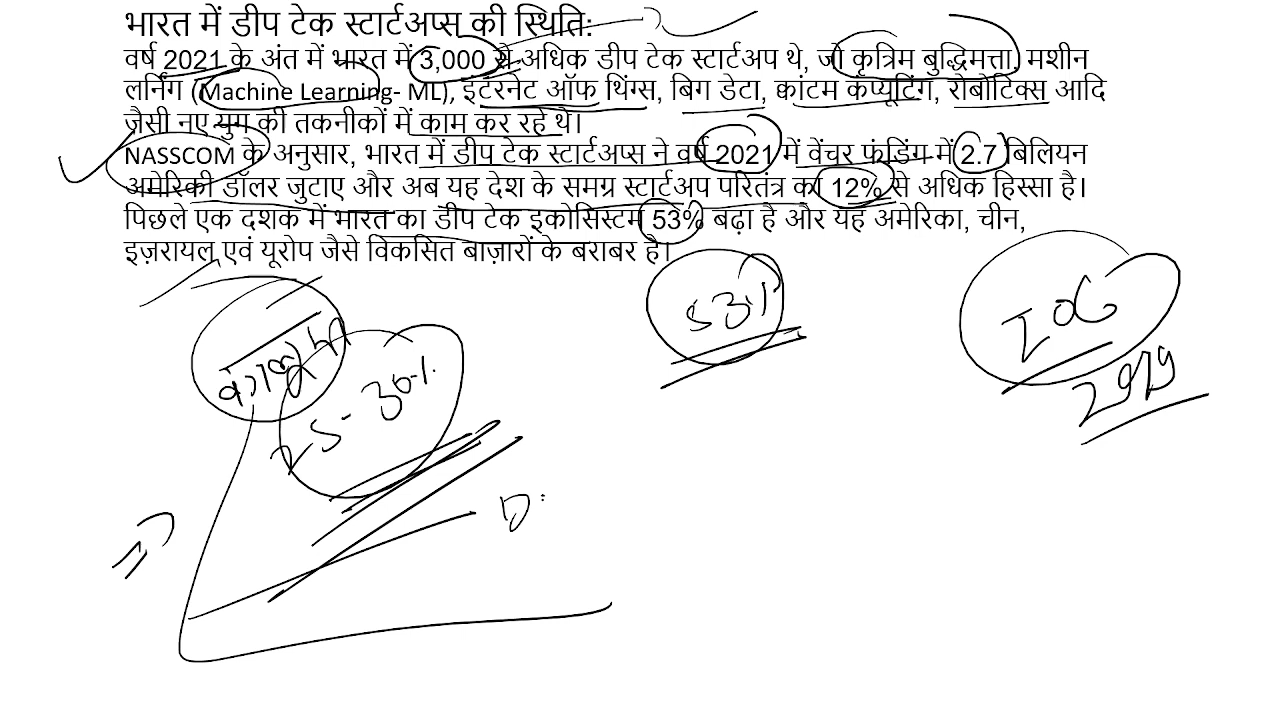 भारत में डीप टेक स्टार्टअप्स की स्थिति:
वर्ष 2021 के अंत में भारत में 3,000 से अधिक डीप टेक स्टार्टअप थे, जो कृत्रिम बुद्धिमत्ता, मशीन
लर्निंग (Machine Learning- ML), इंटरनेट ऑफ थिंग्स, बिग डेटा, क्वांटम कंप्यूटिंग, रोबोटिक्स आदि
जैसी नए युग की तकनीकों में काम कर रहे थे।
NASSCOM के अनुसार, भारत में डीप टेक स्टार्टअप्स ने वर्ष 2021 में वेंचर फंडिंग में 2.7 बिलियन
अमेरिकी डॉलर जुटाए और अब यह देश के समग्र स्टार्टअप परितंत्र का 12% से अधिक हिस्सा है।
पिछले एक दशक में भारत का डीप टेक इकोसिस्टम 53% बढ़ा है और यह अमेरिका, चीन,
इज़रायल एवं यूरोप जैसे विकसित बाज़ारों के बराबर है।
53%
25-30%